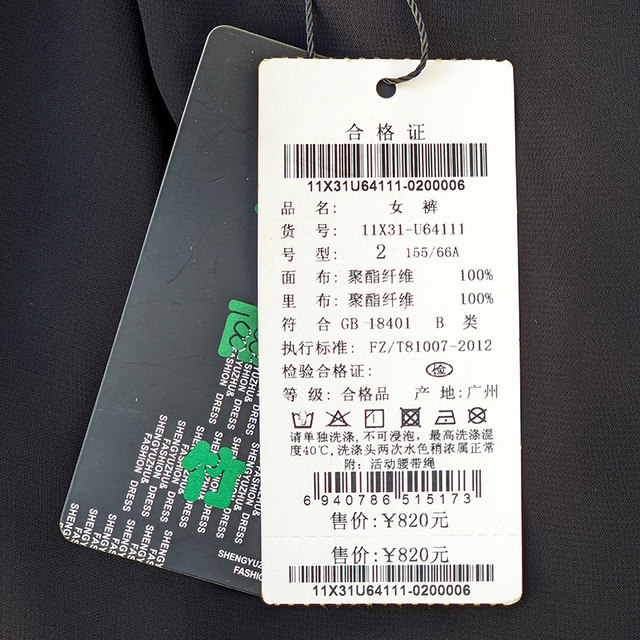 合格证
11X31U64111-0200006
品 名: 女 裤
货 号: 11X31-U64111
号 型: 2 155/66A
面 布: 聚酯纤维 100%
里 布: 聚酯纤维 100%
符 合 GB 18401 B 类
执行标准: FZ/T81007-2012
检验合格证: 检
等 级: 合格品 产 地: 广州
请单独洗涤, 不可浸泡, 最高洗涤温
度40℃, 洗涤头两次水色稍浓属正常
附: 活动腰带绳
6940786515173
售价:¥820元
售价:¥820元
11X31U64111-0200006
竹
SHENGYUZHU&
FASHION DRESS